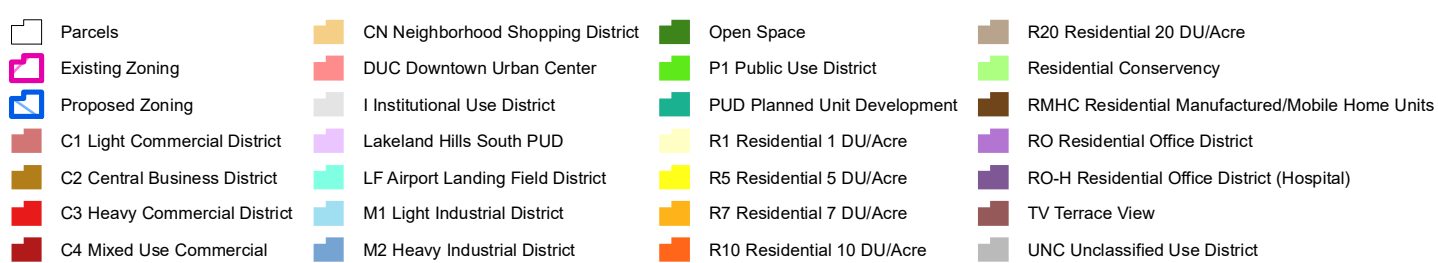 Parcels
Existing Zoning
Proposed Zoning
C1 Light Commercial District
C2 Central Business District
C3 Heavy Commercial District
C4 Mixed Use Commercial
CN Neighborhood Shopping District
DUC Downtown Urban Center
I Institutional Use District
Lakeland Hills South PUD
LF Airport Landing Field District
M1 Light Industrial District
M2 Heavy Industrial District
Open Space
P1 Public Use District
PUD Planned Unit Development
R1 Residential 1 DU/Acre
R5 Residential 5 DU/Acre
R7 Residential 7 DU/Acre
R10 Residential 10 DU/Acre
R20 Residential 20 DU/Acre
Residential Conservency
RMHC Residential Manufactured/Mobile Home Units
RO Residential Office District
RO-H Residential Office District (Hospital)
TV Terrace View
UNC Unclassified Use District